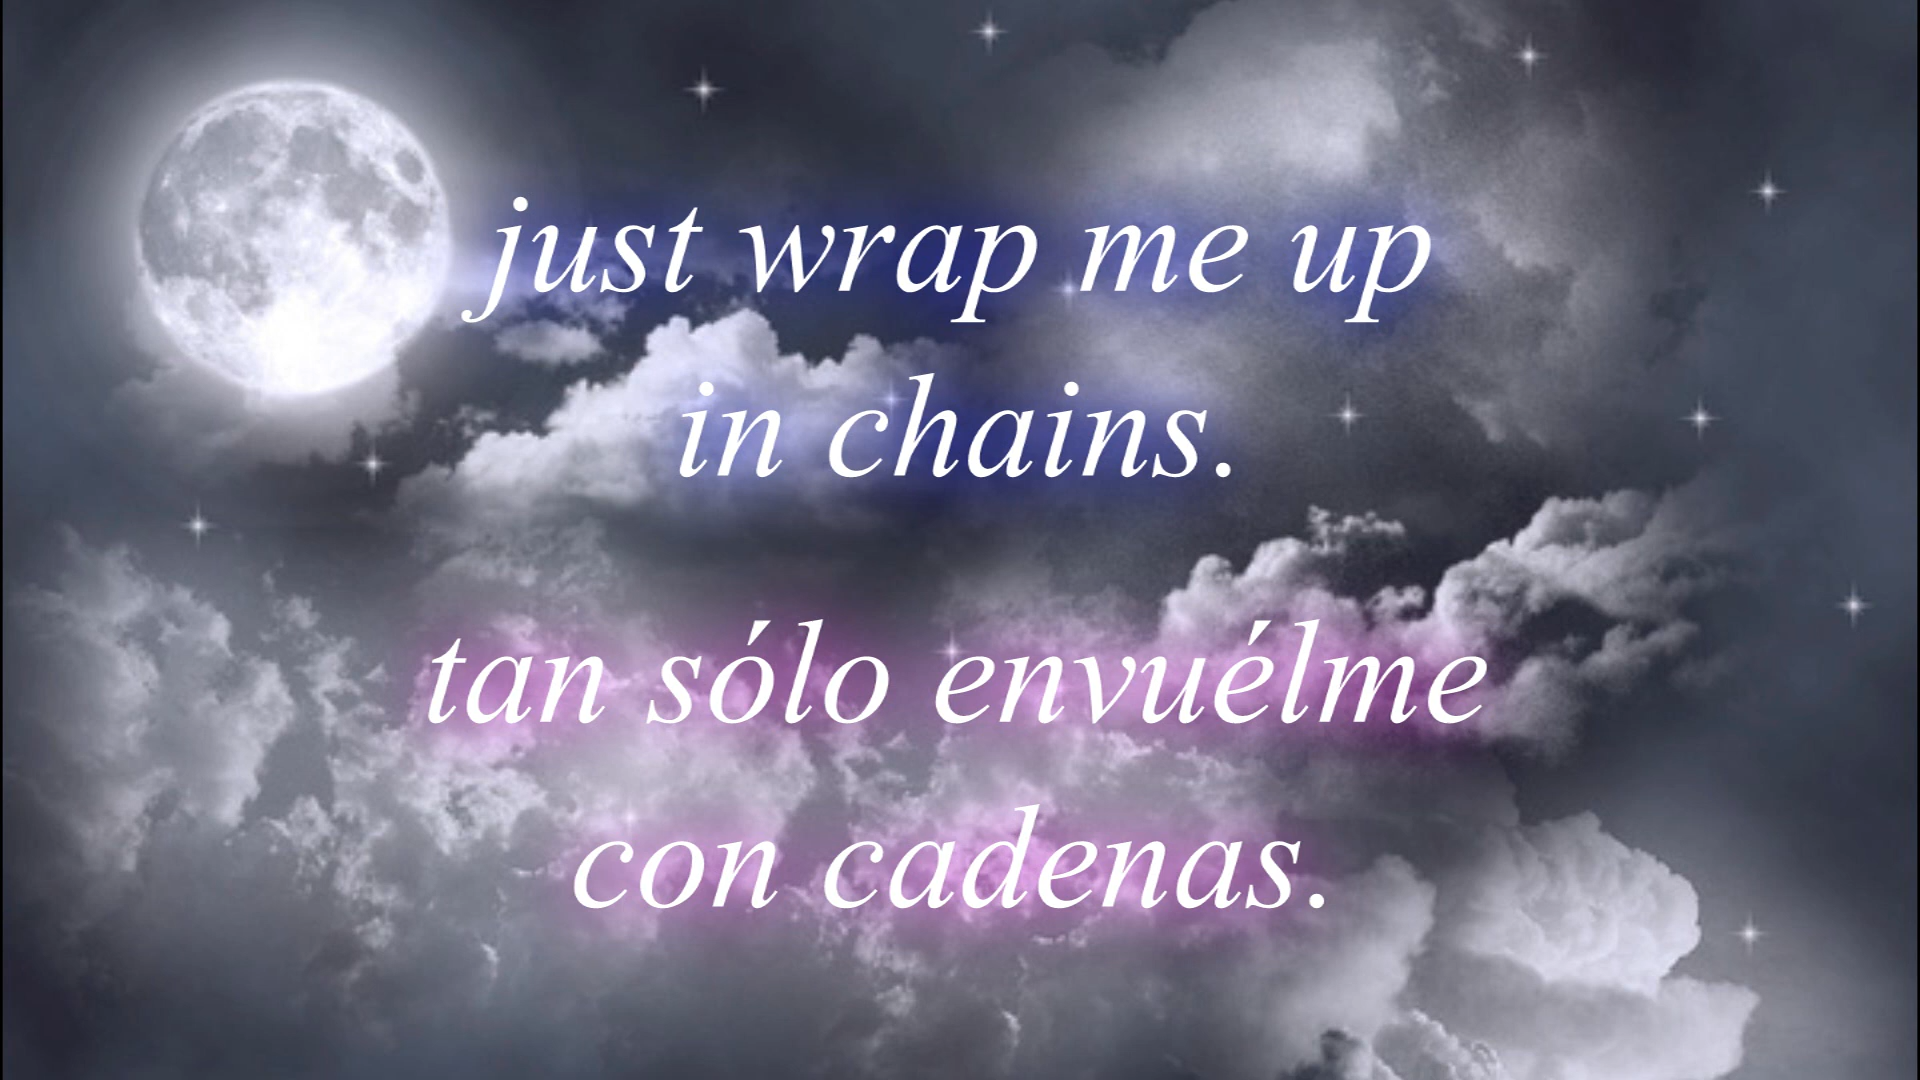 just wrap me up
in chains.
tan sólo envuélme
con cadenas.